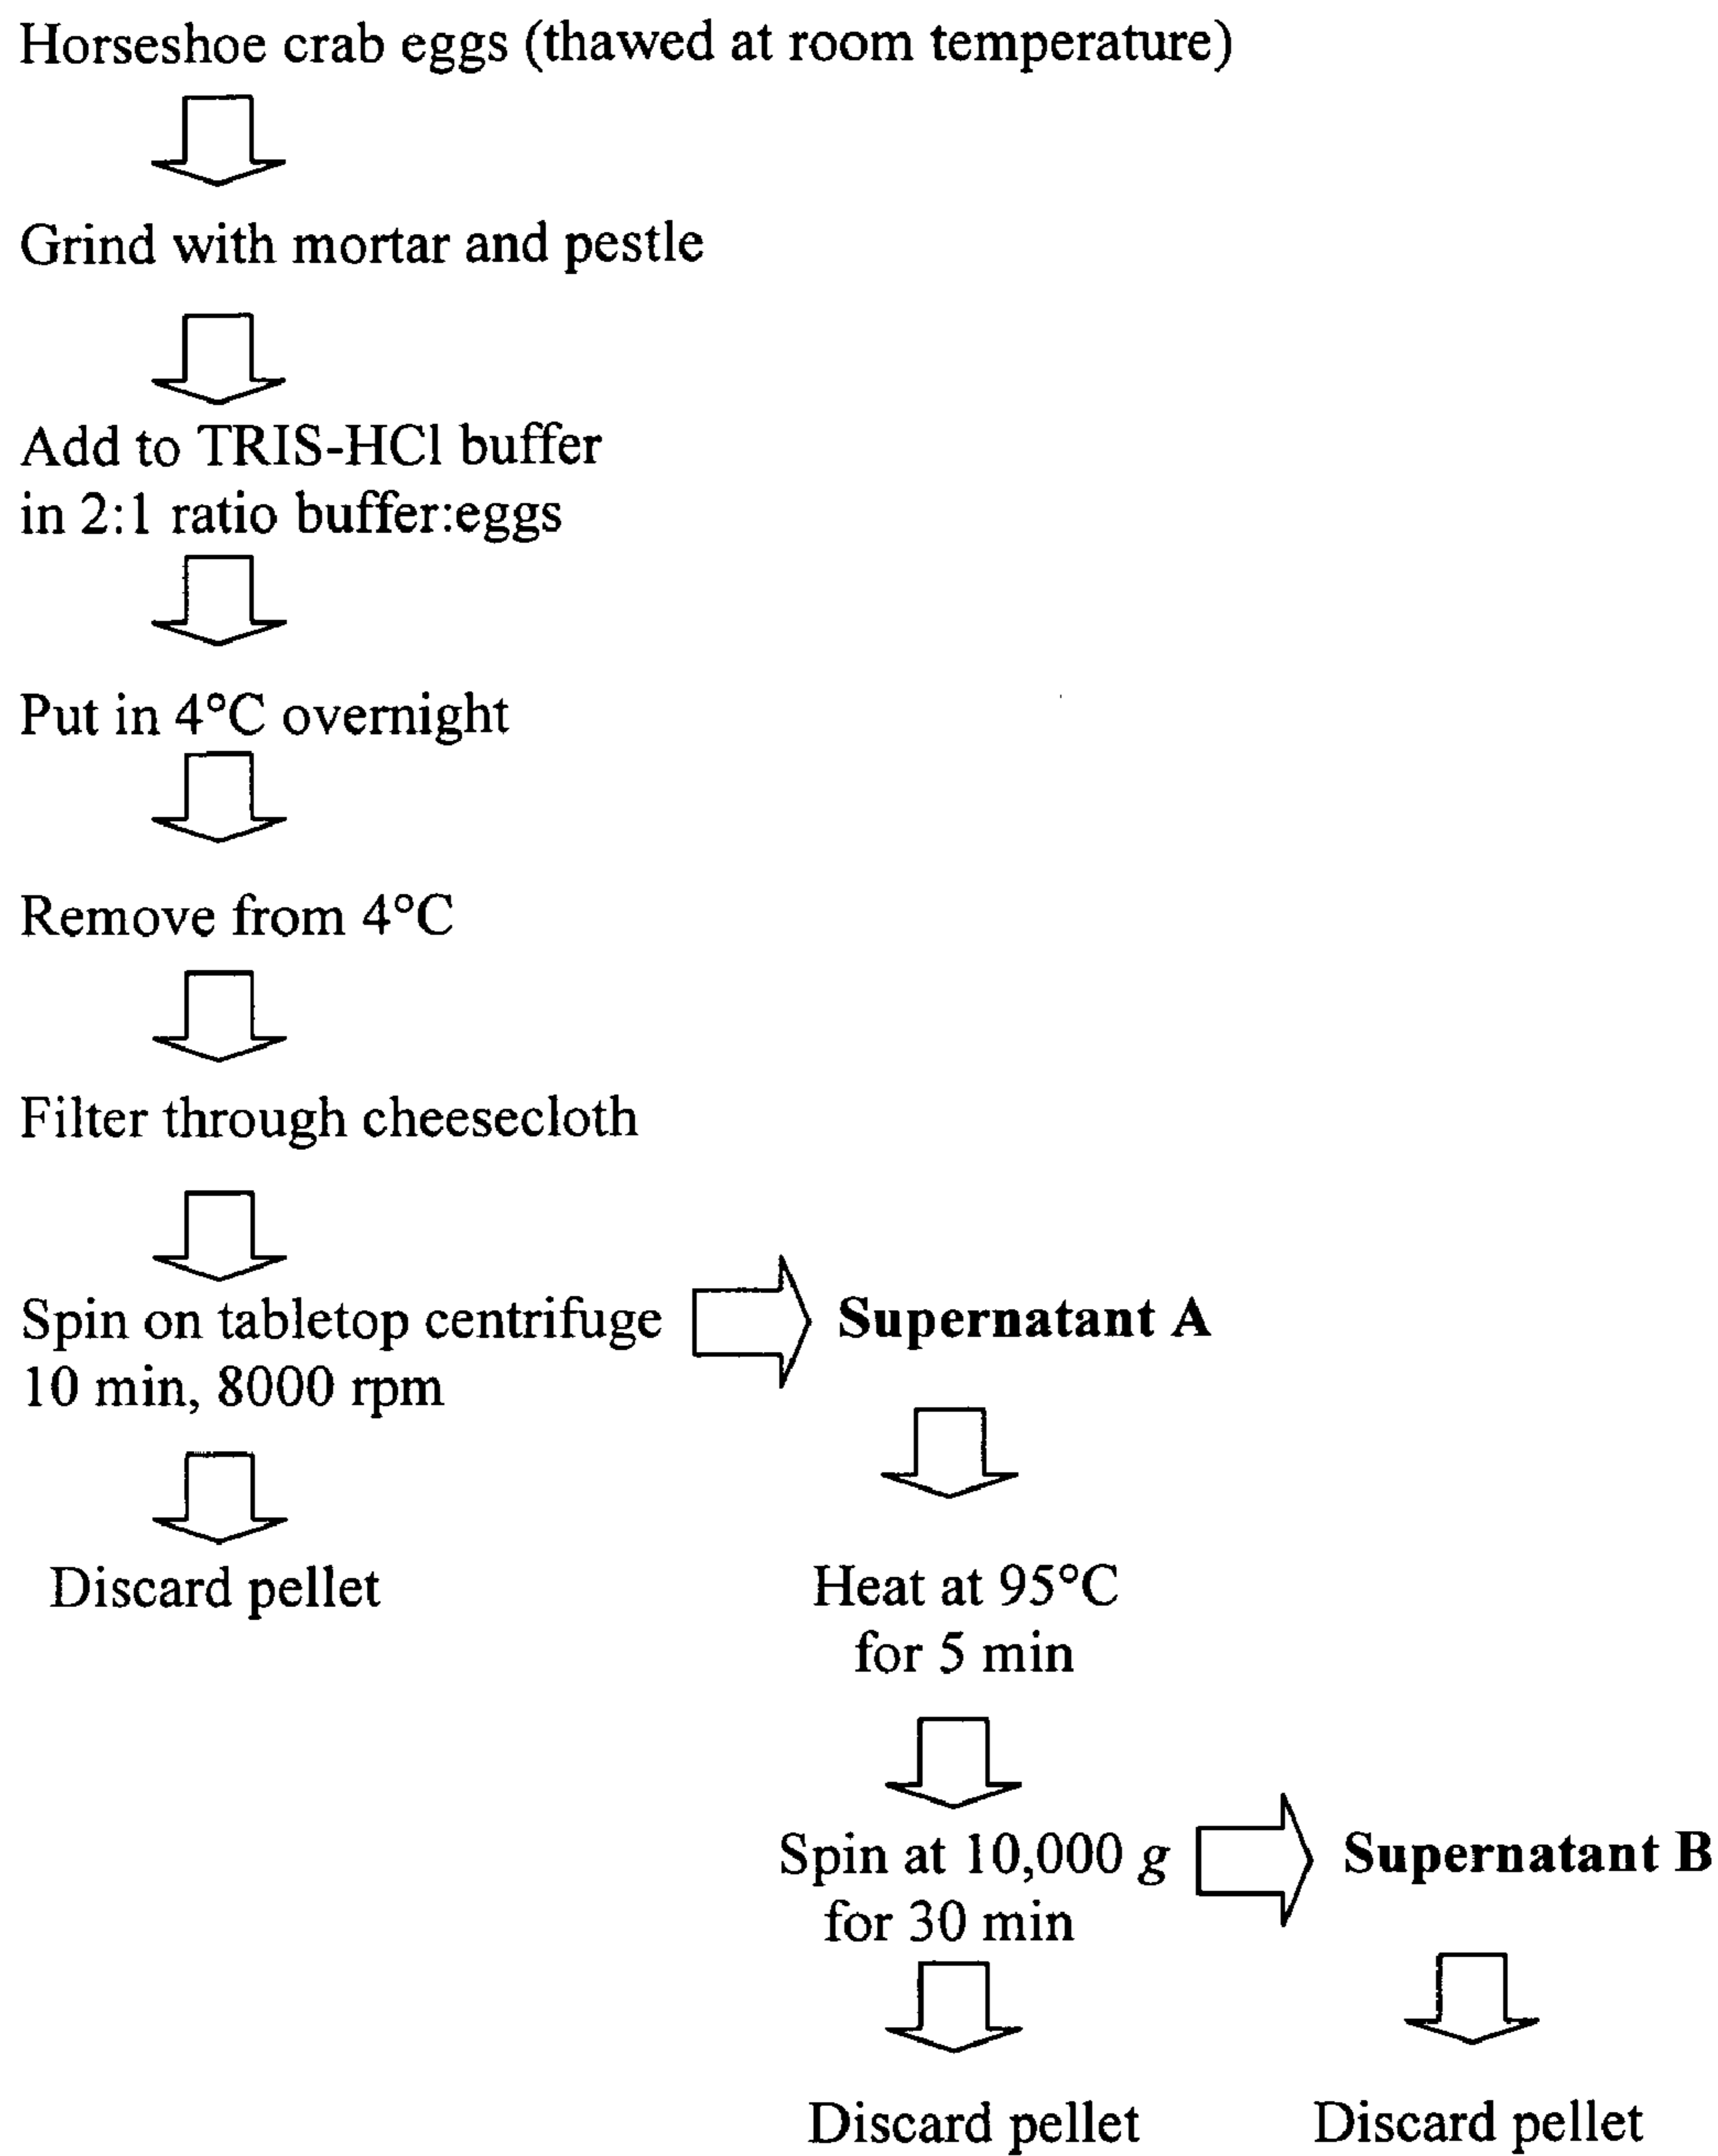 Horseshoe crab eggs (thawed at room temperature)
Grind with mortar and pestle
Add to TRIS-HCl buffer
in 2:1 ratio buffer:eggs
Put in 4°C overnight
Remove from 4°C
Filter through cheesecloth
Spin on tabletop centrifuge
10 min, 8000 rpm
Supernatant A
Discard pellet
Heat at 95°C
for 5 min
Spin at 10,000 g
for 30 min
Supernatant B
Discard pellet
Discard pellet